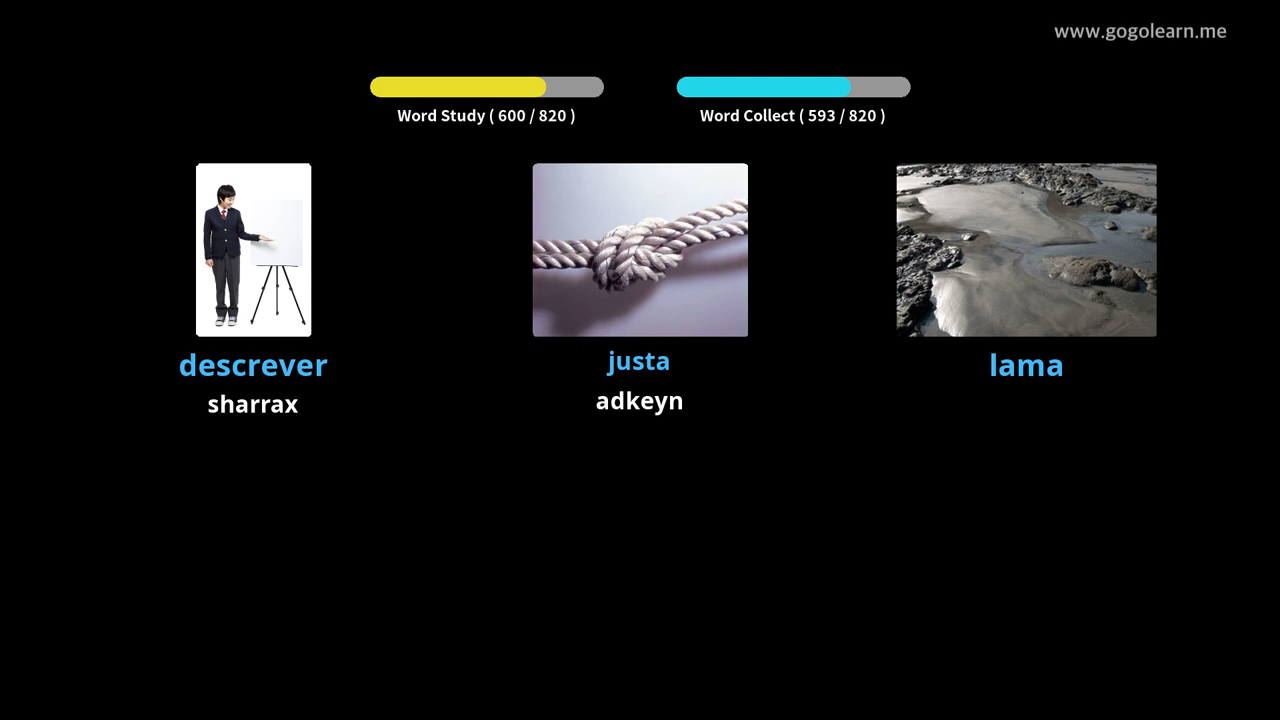 www.gogolearn.me
Word Study ( 600 / 820 )
Word Collect ( 593 / 820 )
descrever
sharrax
justa
adkeyn
lama